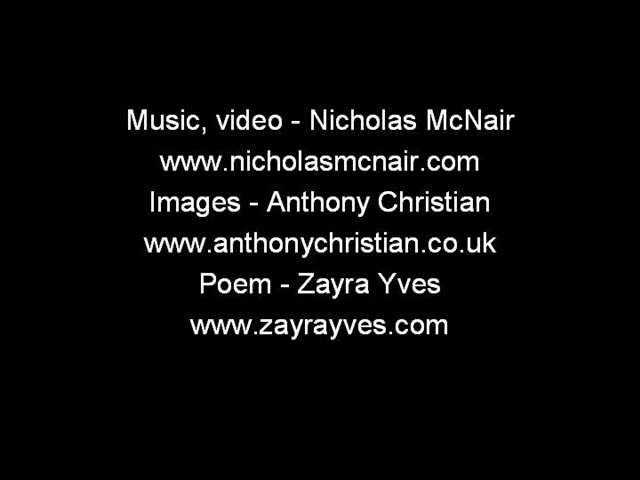 Music, video - Nicholas McNair
www.nicholasmcnair.com
Images - Anthony Christian
www.anthonychristian.co.uk
Poem - Zayra Yves
www.zayrayves.com